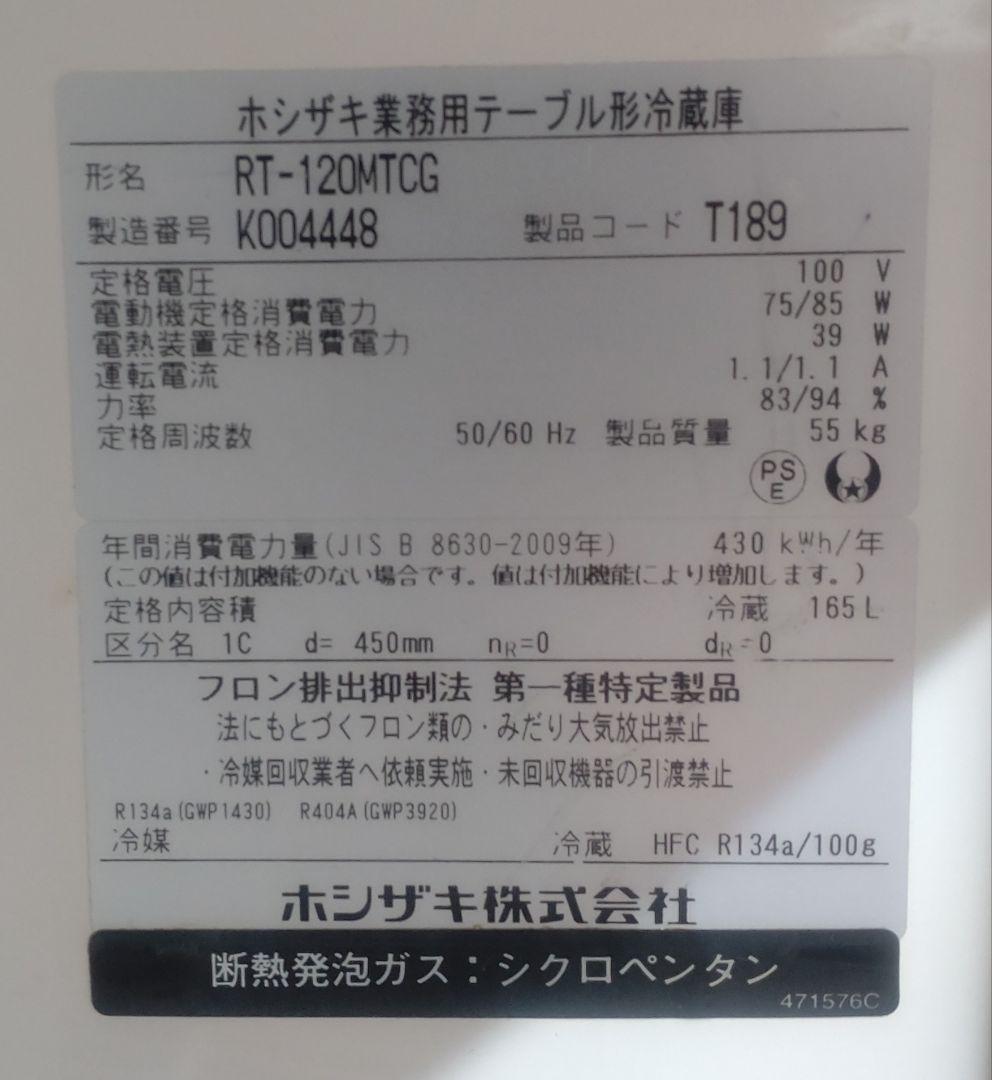 ホシザキ業務用テーブル形冷蔵庫
形名 RT-120MTCG
製造番号 K004448 製品コード T189
定格電圧 100 V
電動機定格消費電力 75/85 W
電熱装置定格消費電力 39 W
運転電流 1.1/1.1 A
力率 83/94 %
定格周波数 50/60 Hz 製品質量 55 kg
PS E
年間消費電力量(JIS B 8630-2009年) 430 kWh/年
(この値は付加機能のない場合です。値は付加機能により増加します。)
定格内容積 冷蔵 165 L
区分名 1C d= 450mm nR=0 dR=0
フロン排出抑制法 第一種特定製品
法にもとづくフロン類の・みだり大気放出禁止
・冷媒回収業者へ依頼実施・未回収機器の引渡禁止
R134a(GWP1430) R404A(GWP3920)
冷媒 冷蔵 HFC R134a/100g
ホシザキ株式会社
断熱発泡ガス：シクロペンタン
471576C